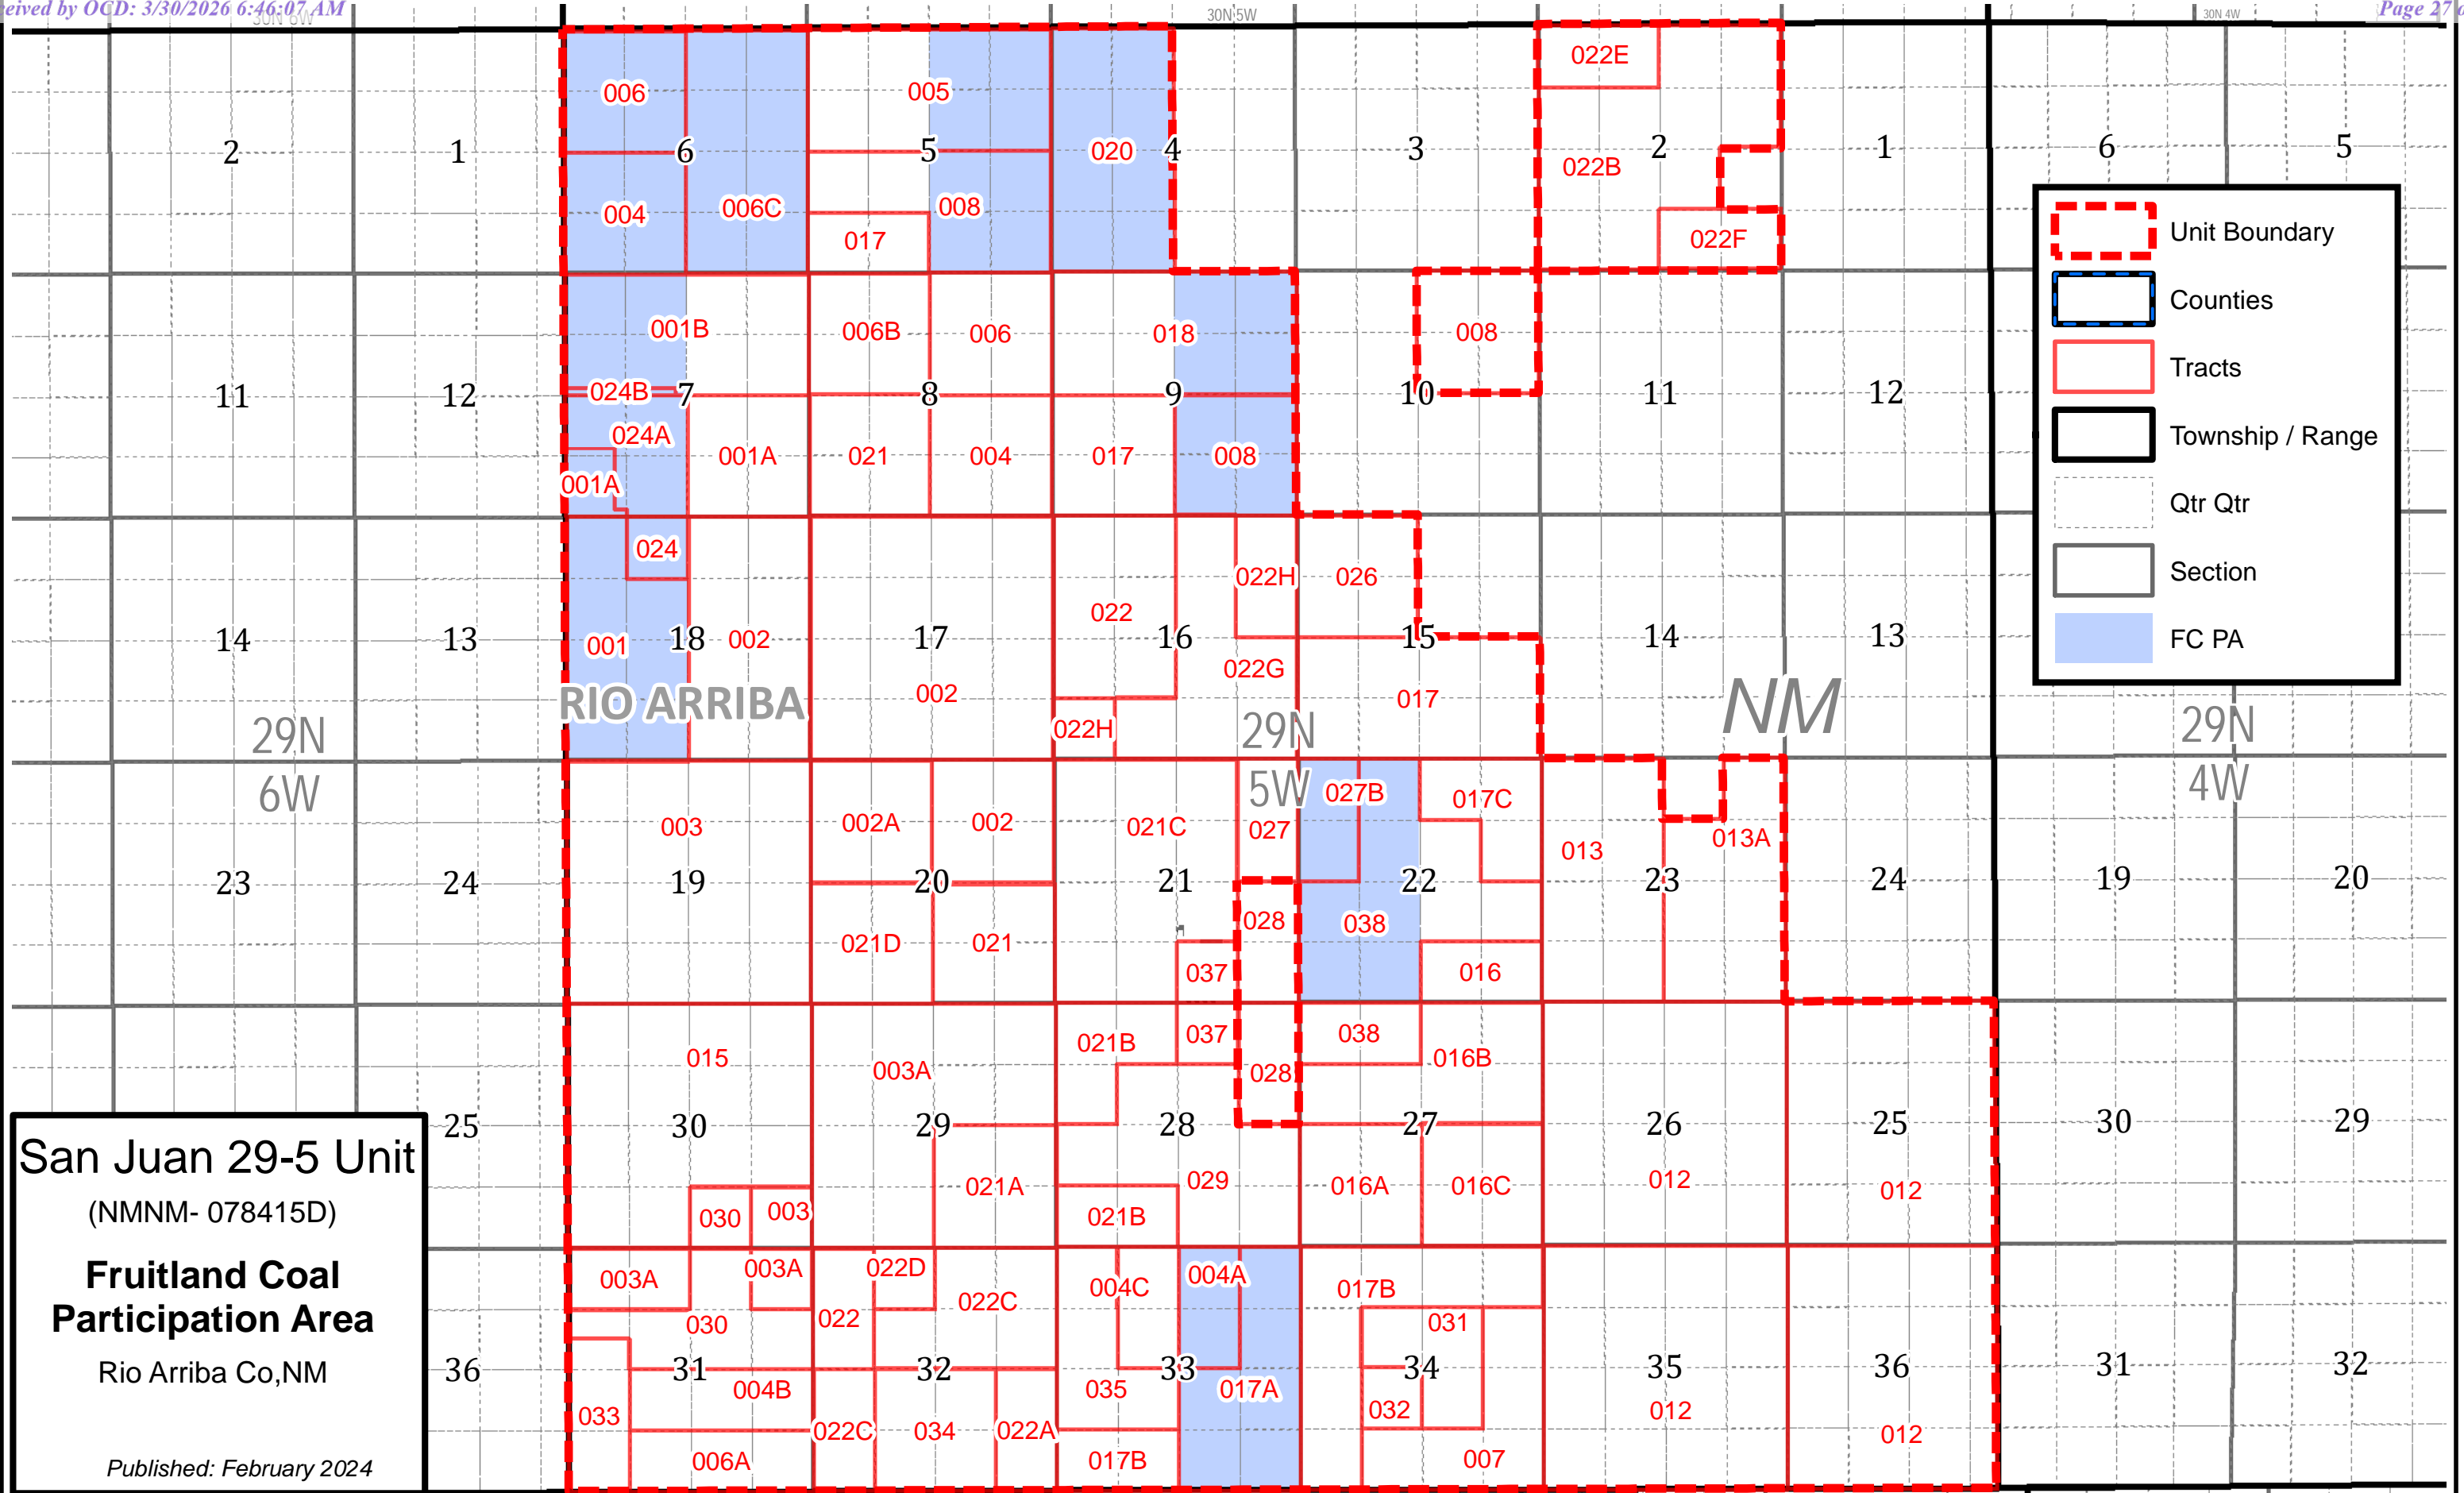 ceived by OCD: 3/30/2026 6:46:07 AM
30N 6W
30N 5W
30N 4W
Page 27 o
022E
006
005
020
2
1
6
5
4
3
022B
2
1
6
5
004
006C
008
017
022F
Unit Boundary
Counties
Tracts
Township / Range
Qtr Qtr
Section
FC PA
001B
006B
006
018
008
11
12
024B
7
8
9
10
11
12
024A
001A
001A
021
004
017
008
024
022H
026
022
14
13
001
18
002
17
16
15
14
13
022G
RIO ARRIBA
002
017
NM
022H
29N
29N
29N
6W
5W
4W
027B
017C
003
002A
002
021C
027
013
013A
23
24
19
20
21
22
23
24
19
20
028
038
021D
021
037
016
015
003A
021B
037
038
016B
028
25
30
29
28
27
26
25
30
29
San Juan 29-5 Unit
(NMNM- 078415D)
Fruitland Coal
Participation Area
Rio Arriba Co,NM
Published: February 2024
021A
029
016A
016C
012
012
030
003
021B
003A
003A
022D
022C
004C
004A
017B
030
022
031
36
31
32
33
34
35
36
31
32
004B
035
017A
033
032
012
022C
034
022A
012
006A
017B
007